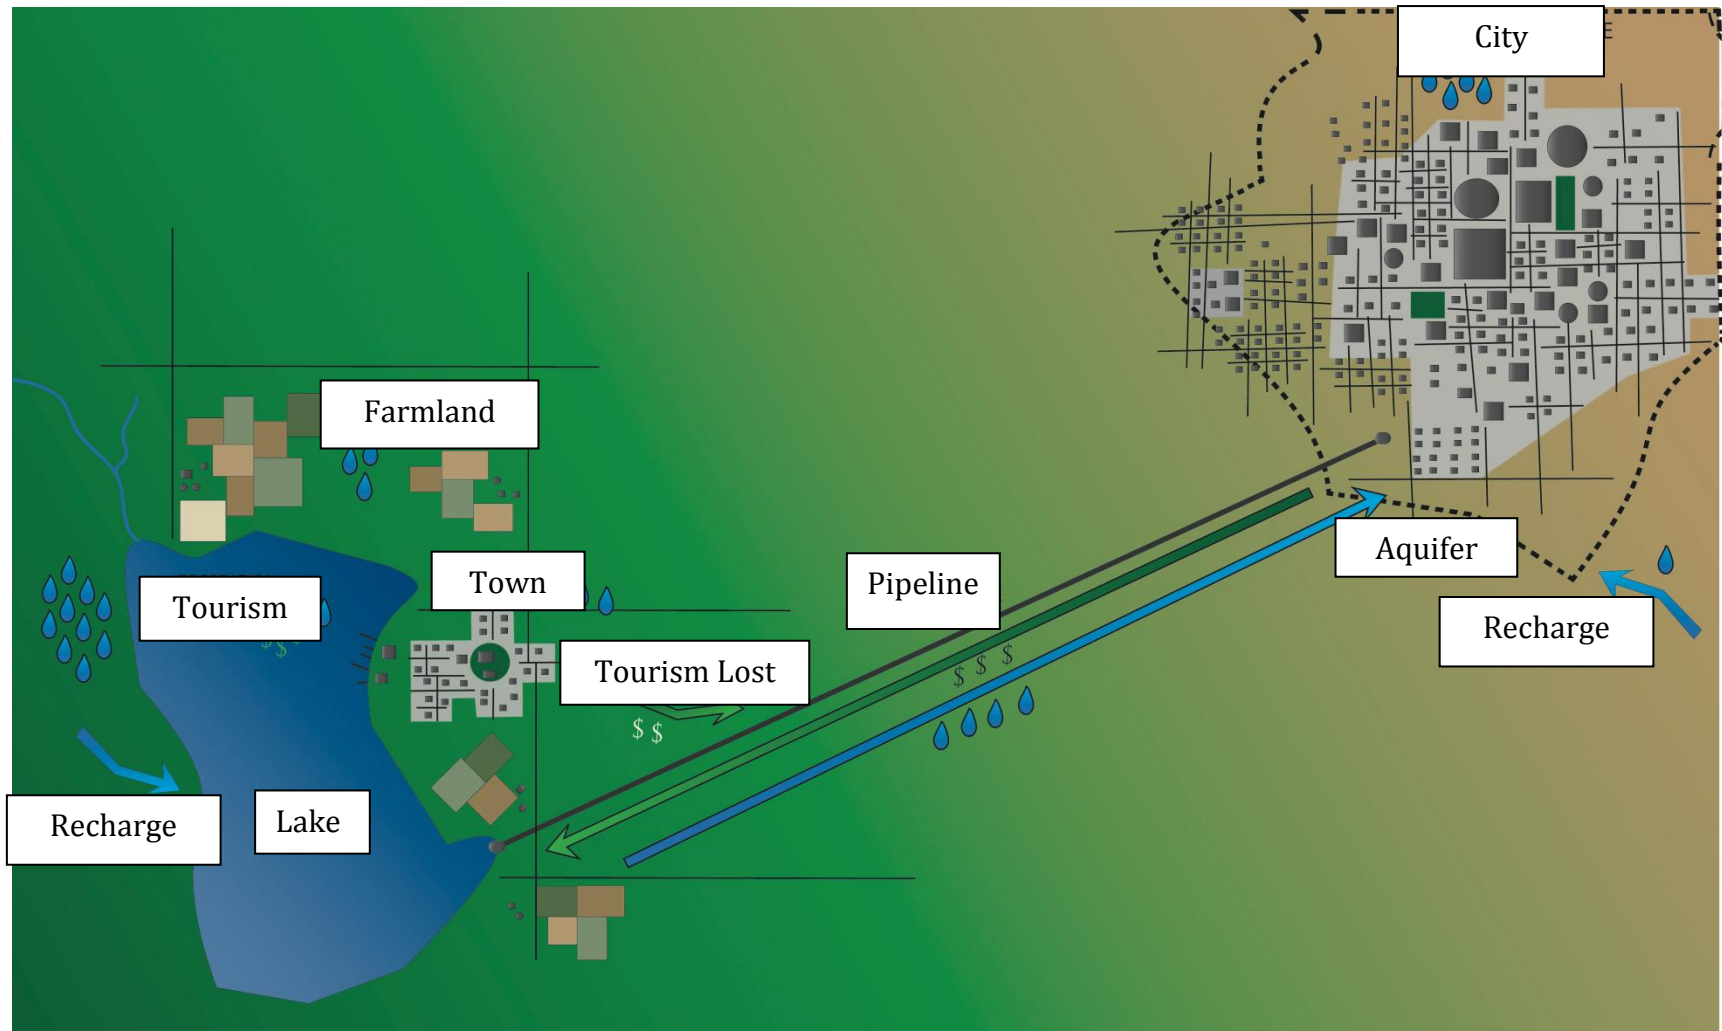 City
E
Farmland
Aquifer
Town
Pipeline
Tourism
Recharge
Tourism Lost
$ $ $
$ $ $
$ $
Lake
Recharge